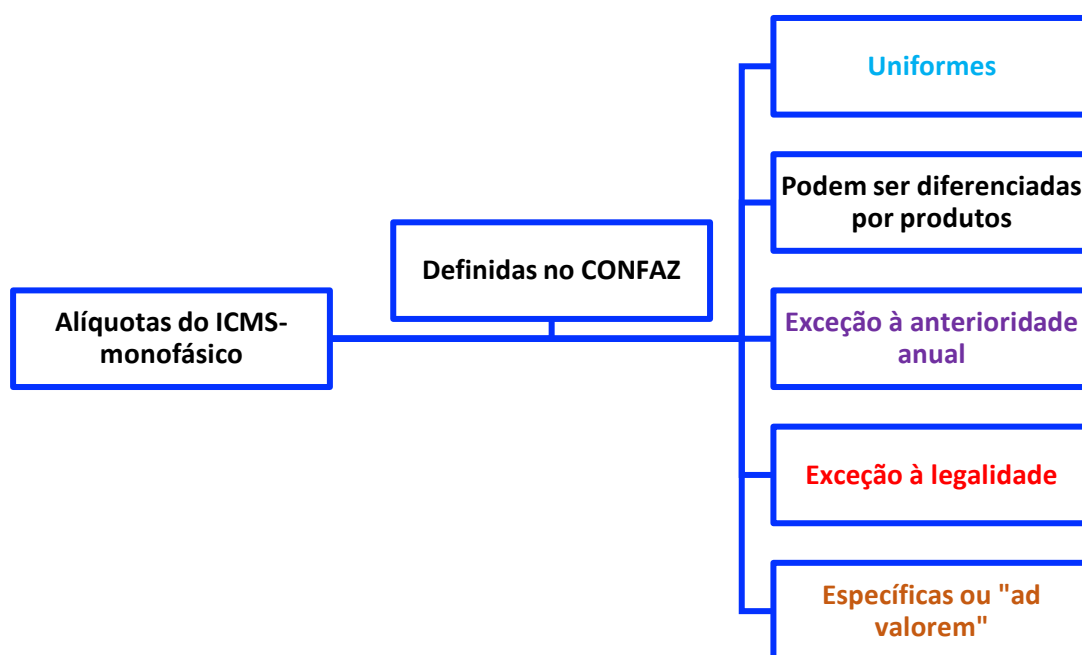 Alíquotas do ICMS-
monofásico
Definidas no CONFAZ
Uniformes
Podem ser diferenciadas
por produtos
Exceção à anterioridade
anual
Exceção à legalidade
Específicas ou "ad
valorem"